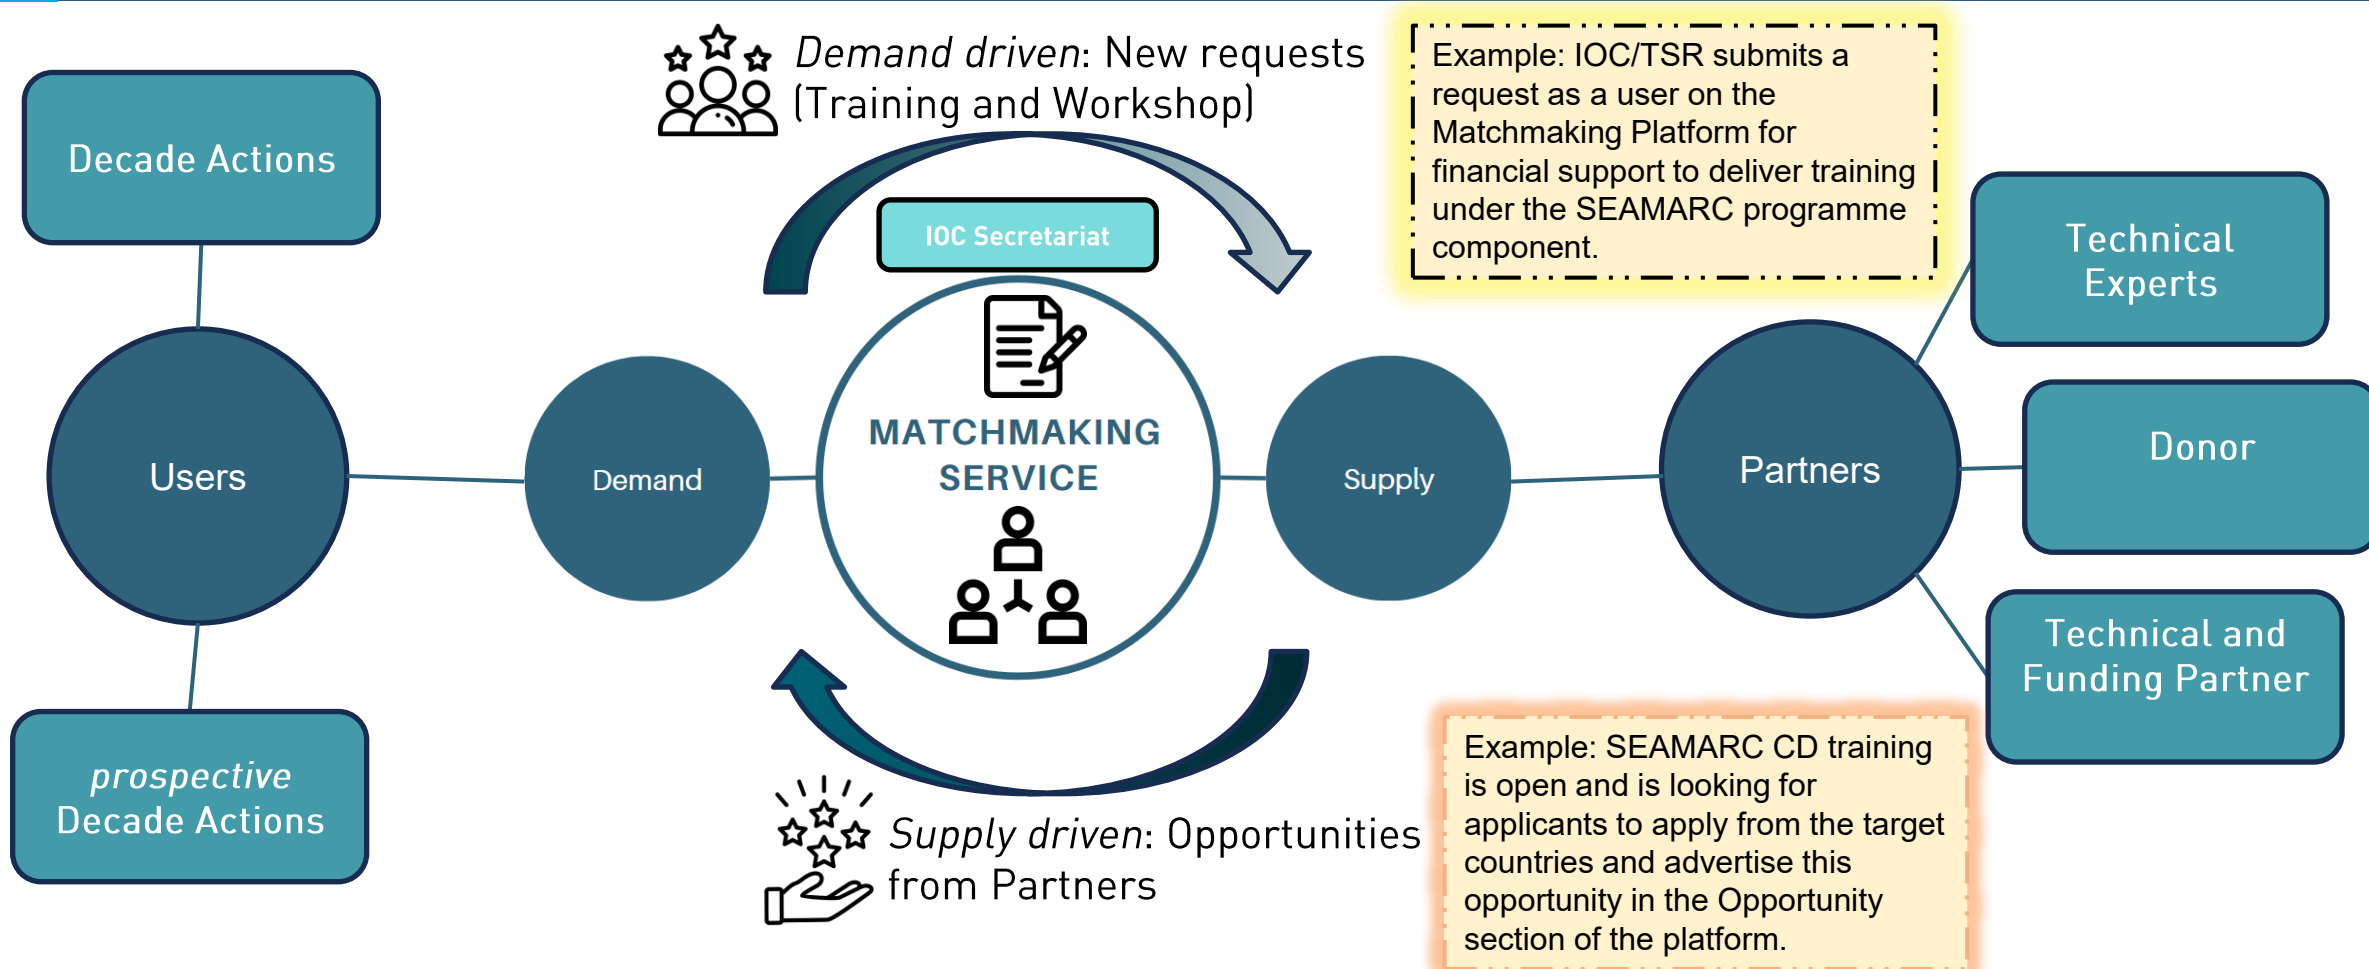 Demand driven: New requests
(Training and Workshop)
Example: IOC/TSR submits a
request as a user on the
Matchmaking Platform for
financial support to deliver training
under the SEAMARC programme
component.
Decade Actions
IOC Secretariat
Technical
Experts
Users
Demand
MATCHMAKING
SERVICE
Supply
Partners
Donor
Technical and
Funding Partner
prospective
Decade Actions
Supply driven: Opportunities
from Partners
Example: SEAMARC CD training
is open and is looking for
applicants to apply from the target
countries and advertise this
opportunity in the Opportunity
section of the platform.